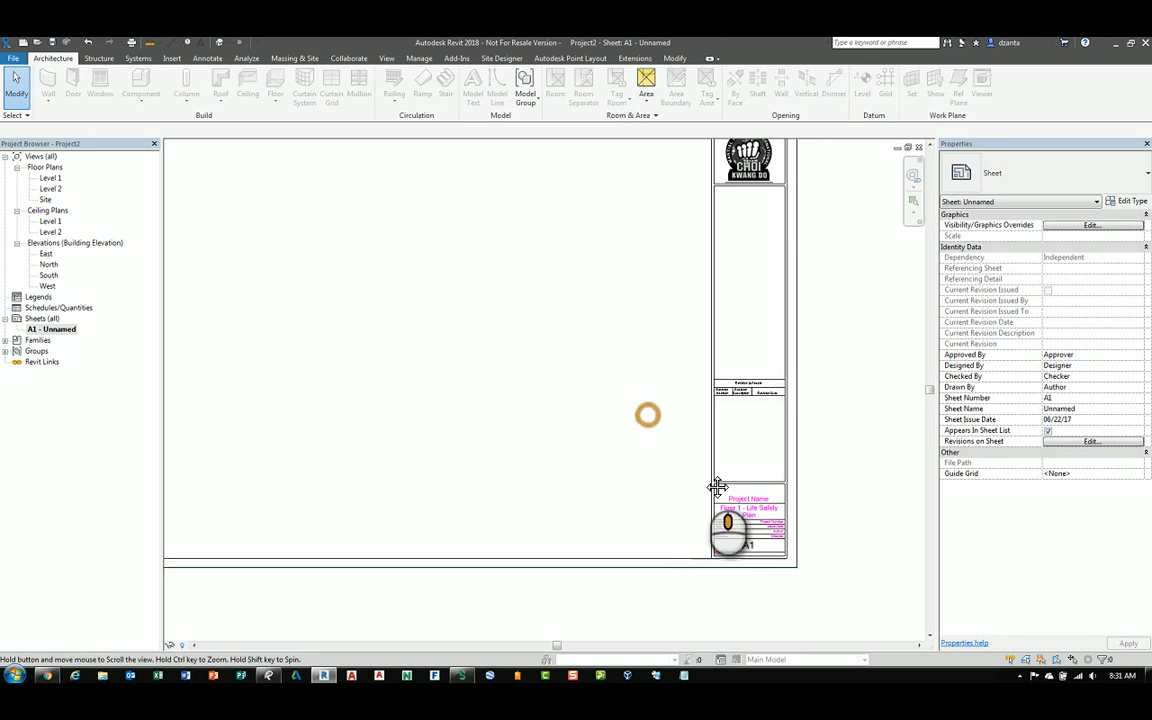 Autodesk Revit 2018 - Not For Resale Version - Project2 - Sheet: A1 - Unnamed
Type a keyword or phrase
dzanta
File Architecture Structure Systems Insert Annotate Analyze Massing & Site Collaborate View Manage Add-Ins Site Designer Autodesk Point Layout Extensions Modify
Modify Wall Door Window Component Column Roof Ceiling Floor Curtain System Curtain Grid Mullion Railing Ramp Stair Model Text Model Line Model Group Room Room Separator Tag Room Area Area Boundary Tag Area By Face Shaft Wall Vertical Dormer Level Grid Set Show Ref Plane Viewer
Select Build Circulation Model Room & Area Opening Datum Work Plane
Project Browser - Project2
Views (all)
Floor Plans
Level 1
Level 2
Site
Ceiling Plans
Level 1
Level 2
Elevations (Building Elevation)
East
North
South
West
Legends
Schedules/Quantities
Sheets (all)
A1 - Unnamed
Families
Groups
Revit Links
CHOI
KWANG DO
Project Name
Floor 1 - Life Safety
Plan
A1
Properties
Sheet
Sheet: Unnamed
Edit Type
Graphics
Visibility/Graphics Overrides Edit...
Scale
Identity Data
Dependency Independent
Referencing Sheet
Referencing Detail
Current Revision Issued
Current Revision Issued By
Current Revision Issued To
Current Revision Date
Current Revision Description
Current Revision
Approved By Approver
Designed By Designer
Checked By Checker
Drawn By Author
Sheet Number A1
Sheet Name Unnamed
Sheet Issue Date 06/22/17
Appears In Sheet List
Revisions on Sheet Edit...
Other
File Path
Guide Grid <None>
Properties help
Apply
Hold button and move mouse to Scroll the view. Hold Ctrl key to Zoom. Hold Shift key to Spin.
:0
Main Model
:0
8:31 AM